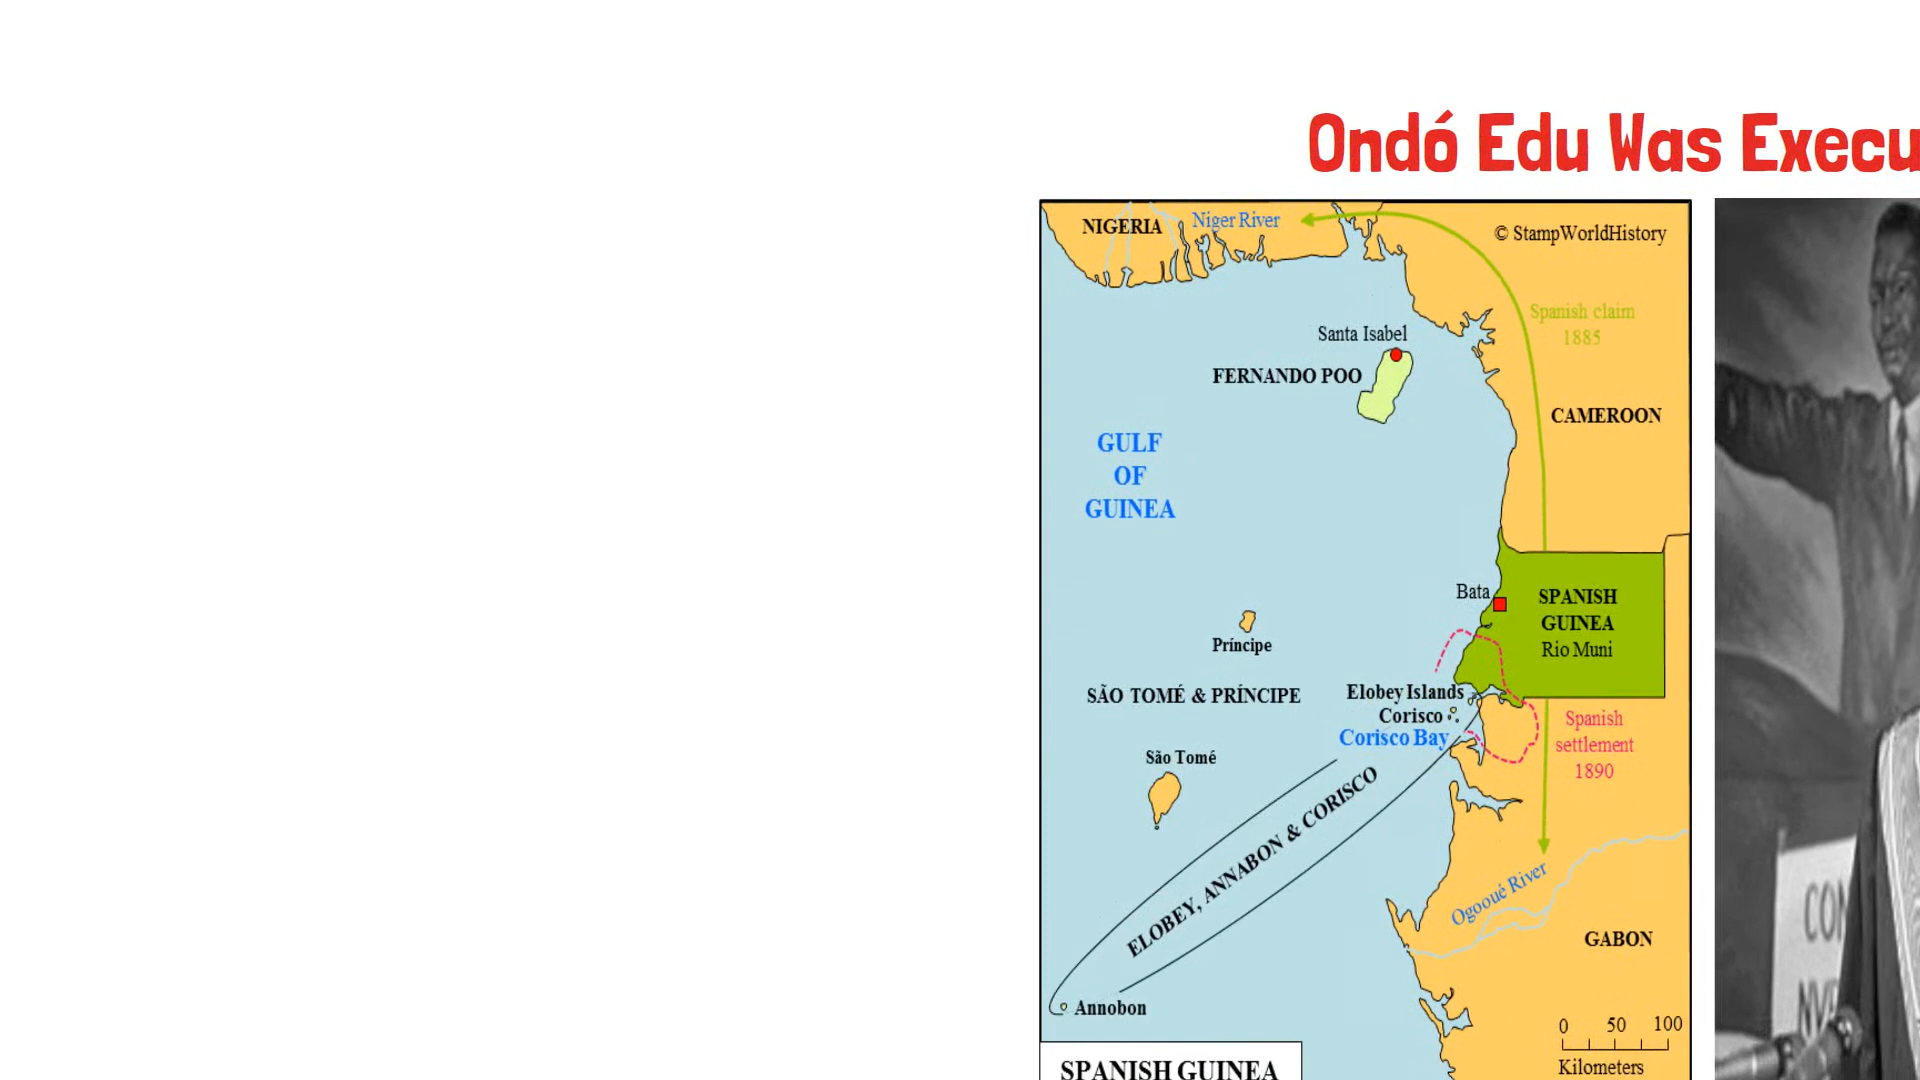 Ondó Edu Was Execu
NIGERIA
Niger River
© StampWorldHistory
Spanish claim
1885
Santa Isabel
FERNANDO POO
CAMEROON
GULF
OF
GUINEA
Bata
SPANISH
GUINEA
Rio Muni
Príncipe
SÃO TOMÉ & PRÍNCIPE
Elobey Islands
Corisco
Corisco Bay
Spanish
settlement
1890
São Tomé
ELOBEY, ANNABON & CORISCO
Ogooué River
GABON
Annobon
0 50 100
Kilometers
SPANISH GUINEA
CON
NVE